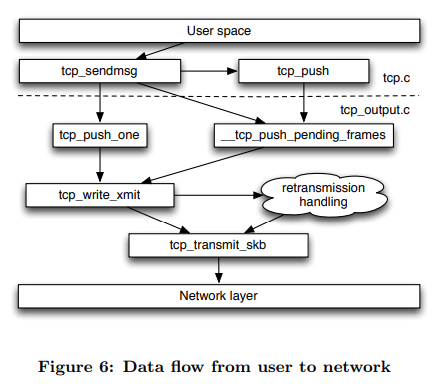 User space
tcp_sendmsg
tcp_push
tcp.c
tcp_output.c
tcp_push_one
__tcp_push_pending_frames
tcp_write_xmit
retransmission
handling
tcp_transmit_skb
Network layer
Figure 6: Data flow from user to network